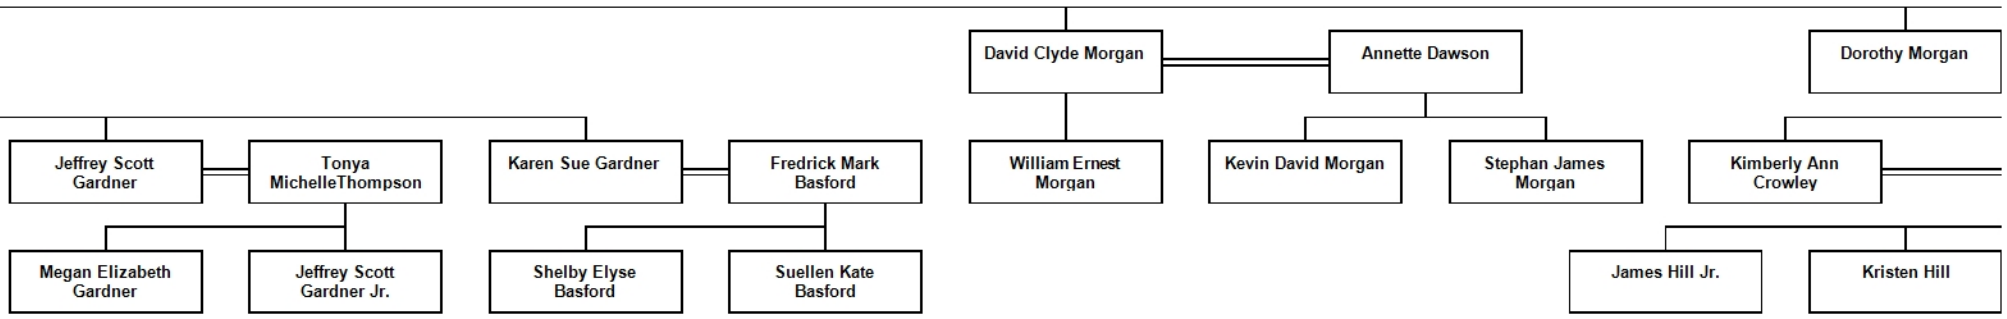 David Clyde Morgan
Annette Dawson
Dorothy Morgan
Jeffrey Scott
Gardner
Tonya
MichelleThompson
Karen Sue Gardner
Fredrick Mark
Basford
William Ernest
Morgan
Kevin David Morgan
Stephan James
Morgan
Kimberly Ann
Crowley
Megan Elizabeth
Gardner
Jeffrey Scott
Gardner Jr.
Shelby Elyse
Basford
Suellen Kate
Basford
James Hill Jr.
Kristen Hill